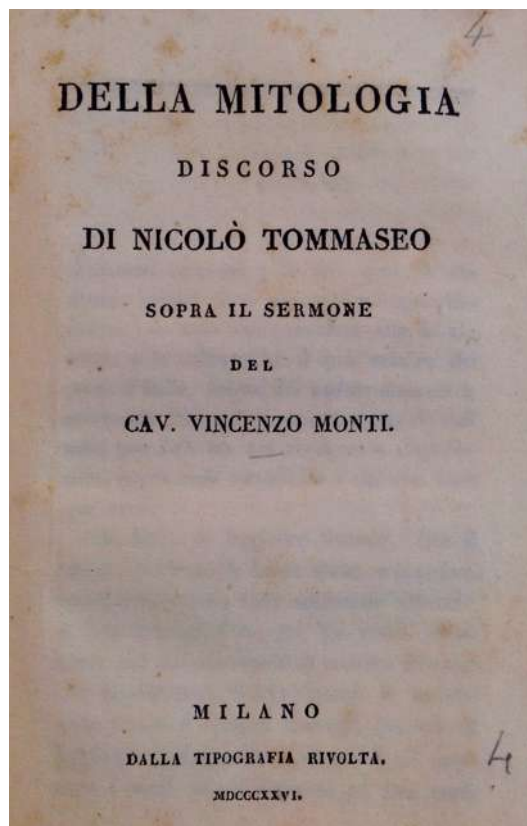 4
DELLA MITOLOGIA
DISCORSO
DI NICOLÒ TOMMASEO
SOPRA IL SERMONE
DEL
CAV. VINCENZO MONTI.
MILANO
DALLA TIPOGRAFIA RIVOLTA.
4
MDCCCXXVI.